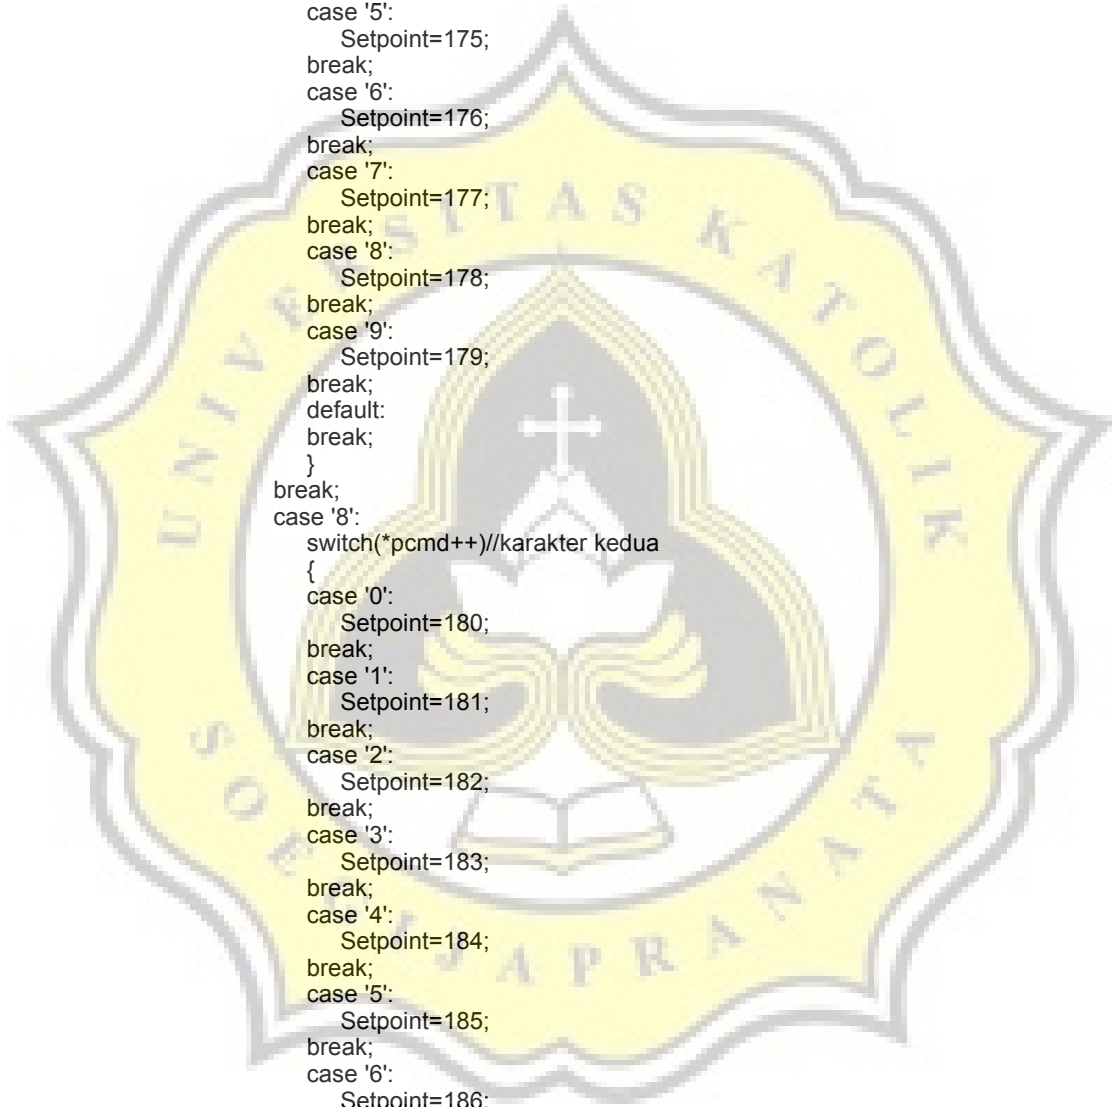 case '5':
Setpoint=175;
break;
case '6':
Setpoint=176;
break;
case '7':
Setpoint=177;
break;
case '8':
Setpoint=178;
break;
case '9':
Setpoint=179;
break;
default:
break;
}
break;
case '8':
switch(*pcmd++)//karakter kedua
{
case '0':
Setpoint=180;
break;
case '1':
Setpoint=181;
break;
case '2':
Setpoint=182;
break;
case '3':
Setpoint=183;
break;
case '4':
Setpoint=184;
break;
case '5':
Setpoint=185;
break;
case '6':
Setpoint=186;
UNIVERSITAS KATOLIK
SOEGIJAPRANATA